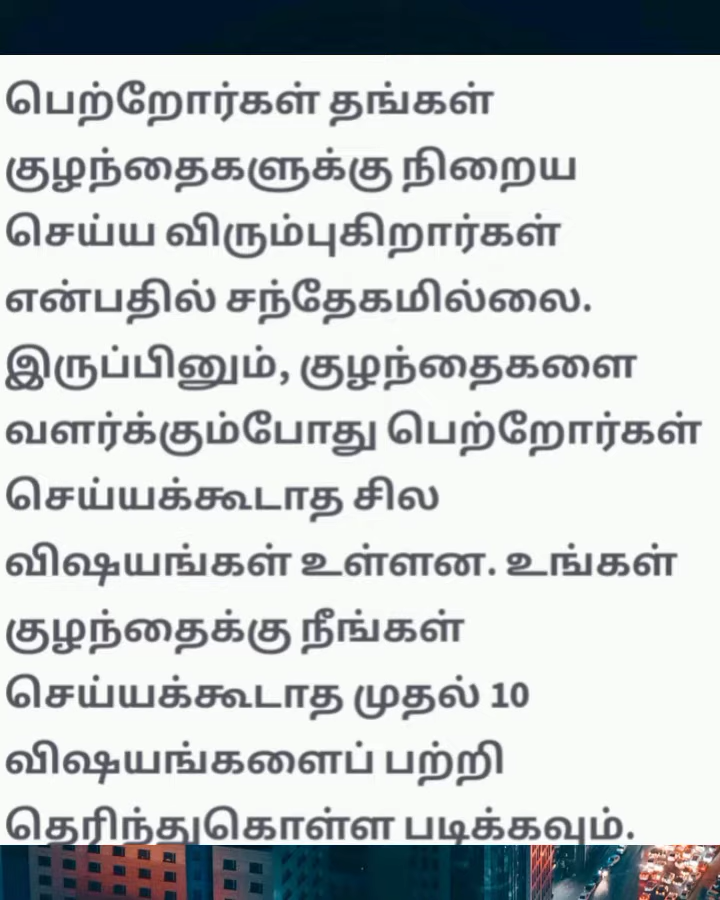 பெற்றோர்கள் தங்கள்
குழந்தைகளுக்கு நிறைய
செய்ய விரும்புகிறார்கள்
என்பதில் சந்தேகமில்லை.
இருப்பினும், குழந்தைகளை
வளர்க்கும்போது பெற்றோர்கள்
செய்யக்கூடாத சில
விஷயங்கள் உள்ளன. உங்கள்
குழந்தைக்கு நீங்கள்
செய்யக்கூடாத முதல் 10
விஷயங்களைப் பற்றி
தெரிந்துகொள்ள படிக்கவும்.